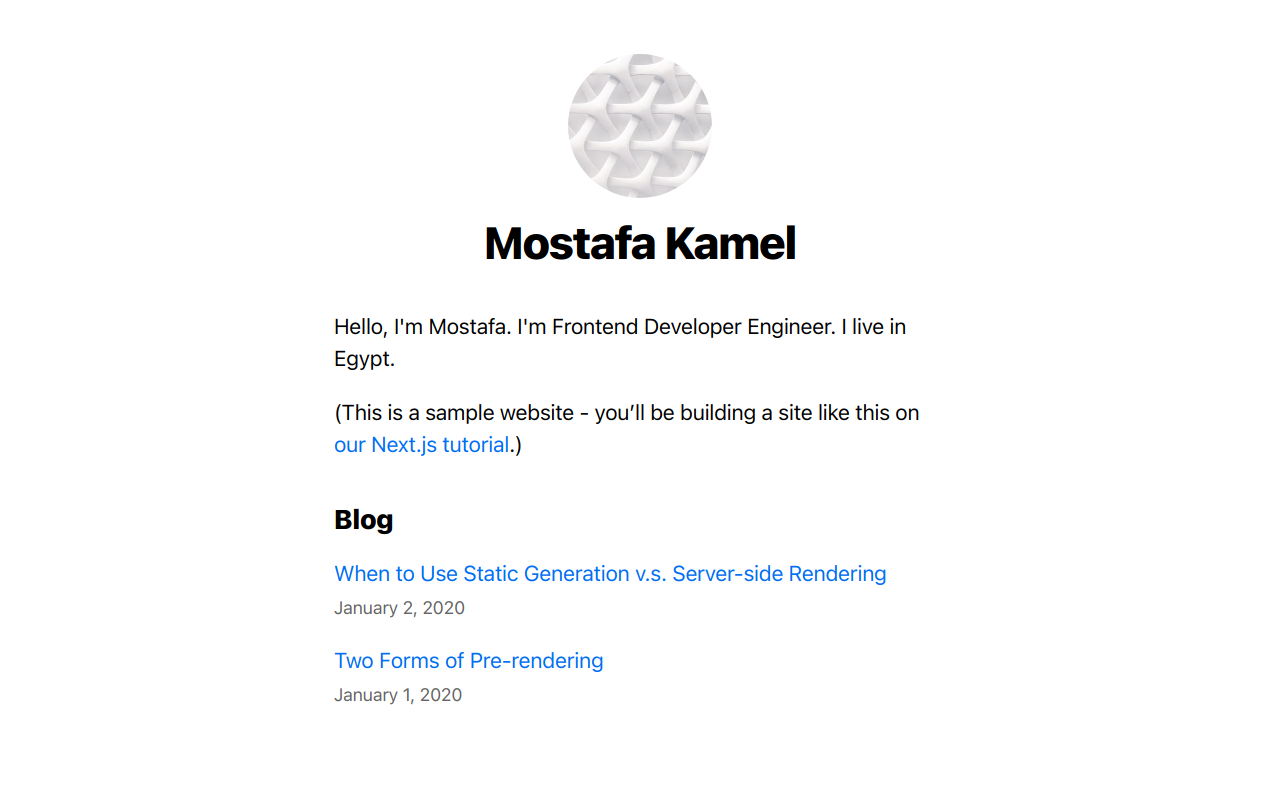 Mostafa Kamel
Hello, I'm Mostafa. I'm Frontend Developer Engineer. I live in
Egypt.
(This is a sample website - you’ll be building a site like this on
our Next.js tutorial.)
Blog
When to Use Static Generation v.s. Server-side Rendering
January 2, 2020
Two Forms of Pre-rendering
January 1, 2020